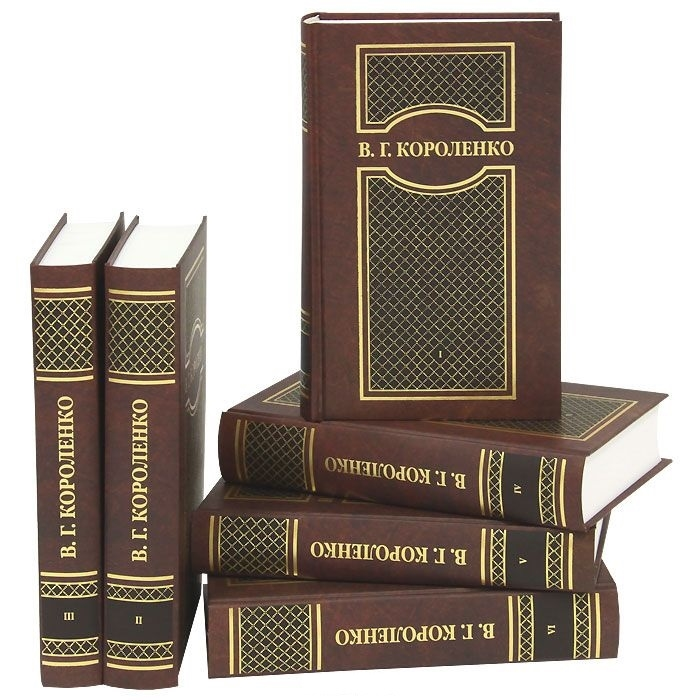 В. Г. КОРОЛЕНКО
I
В. Г. КОРОЛЕНКО
III
В. Г. КОРОЛЕНКО
II
В. Г. КОРОЛЕНКО
IV
В. Г. КОРОЛЕНКО
V
В. Г. КОРОЛЕНКО
VI